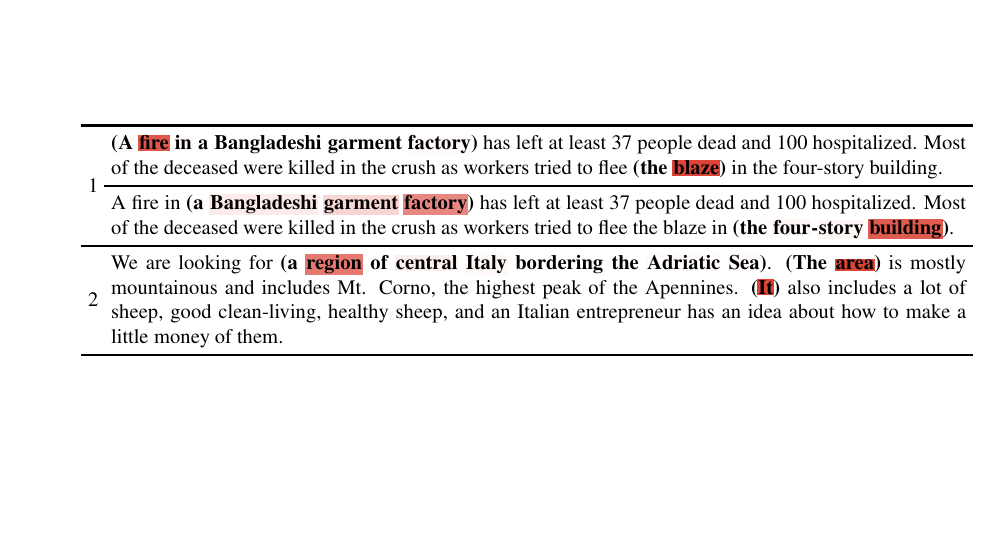 (A fire in a Bangladeshi garment factory) has left at least 37 people dead and 100 hospitalized. Most
of the deceased were killed in the crush as workers tried to flee (the blaze) in the four-story building.
1
A fire in (a Bangladeshi garment factory) has left at least 37 people dead and 100 hospitalized. Most
of the deceased were killed in the crush as workers tried to flee the blaze in (the four-story building).
We are looking for (a region of central Italy bordering the Adriatic Sea). (The area) is mostly
mountainous and includes Mt. Corno, the highest peak of the Apennines. (It) also includes a lot of
2
sheep, good clean-living, healthy sheep, and an Italian entrepreneur has an idea about how to make a
little money of them.